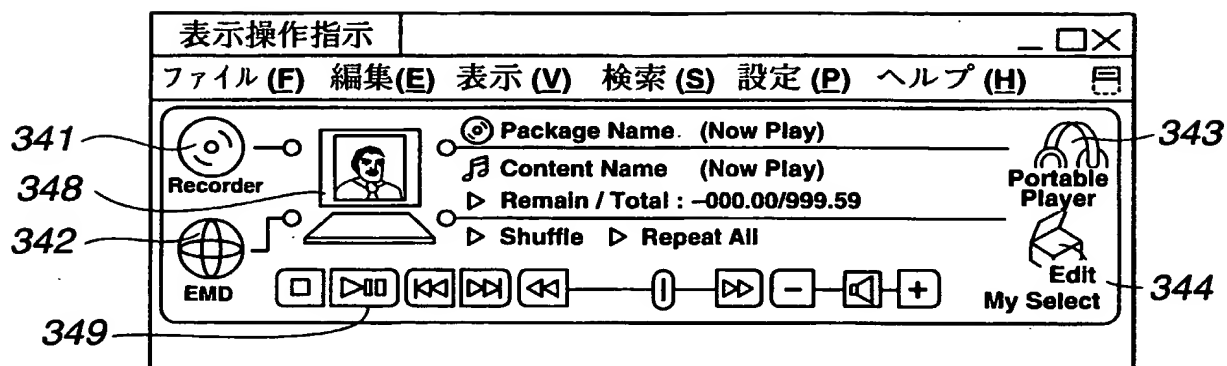 表示操作指示
ファイル (F) 編集(E) 表示 (V) 検索 (S) 設定 (P) ヘルプ (H)
341
348
342
349
Recorder
EMD
Package Name. (Now Play)
Content Name (Now Play)
Remain / Total : –000.00/999.59
Shuffle Repeat All
Portable
Player
Edit
My Select
343
344